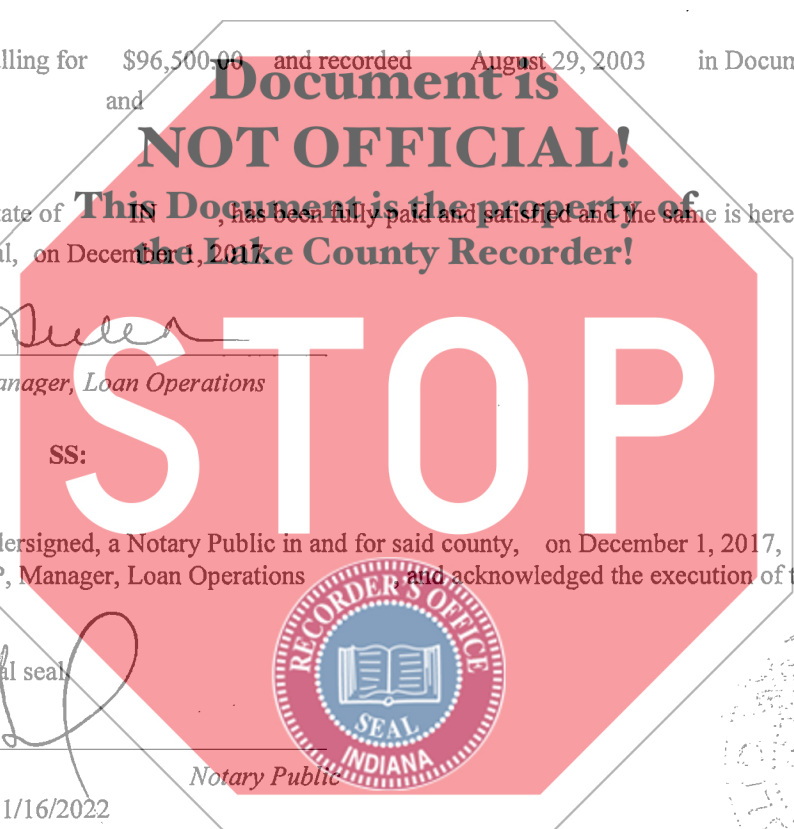 lling for $96,500.00 and recorded August 29, 2003 in Docum
Document is
and
NOT OFFICIAL!
This Document is the property of
ate of IN , has been fully paid and satisfied and the same is here
the Lake County Recorder!
al, on December 1, 2017.
STOP
anager, Loan Operations
SS:
dersigned, a Notary Public in and for said county, on December 1, 2017,
P, Manager, Loan Operations , and acknowledged the execution of t
RECORDER'S OFFICE
al seal
SEAL
INDIANA
Notary Public
1/16/2022